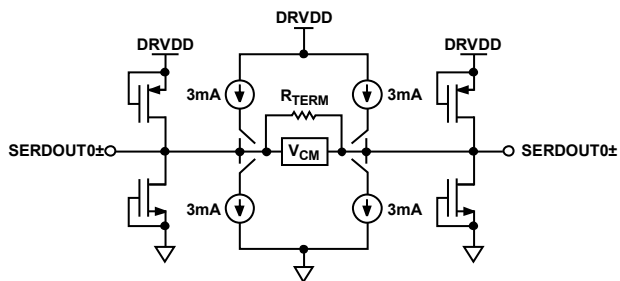 DRVDD
DRVDD
DRVDD
3mA
3mA
RTERM
SERDOUT0±
VCM
SERDOUT0±
3mA
3mA